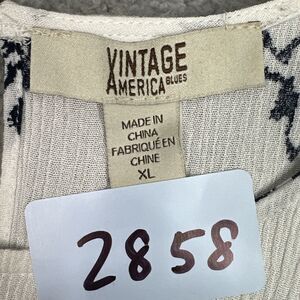 VINTAGE
AMERICA BLUES
MADE IN
CHINA
FABRIQUÉ EN
CHINE
XL
2858